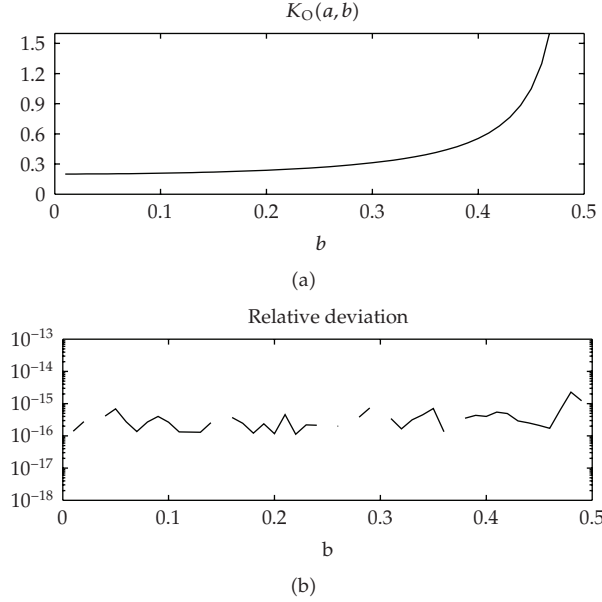 K_O(a, b)
1.5
1.2
0.9
0.6
0.3
0
0 0.1 0.2 0.3 0.4 0.5
b
(a)
Relative deviation
10⁻¹³
10⁻¹⁴
10⁻¹⁵
10⁻¹⁶
10⁻¹⁷
10⁻¹⁸
0 0.1 0.2 0.3 0.4 0.5
b
(b)